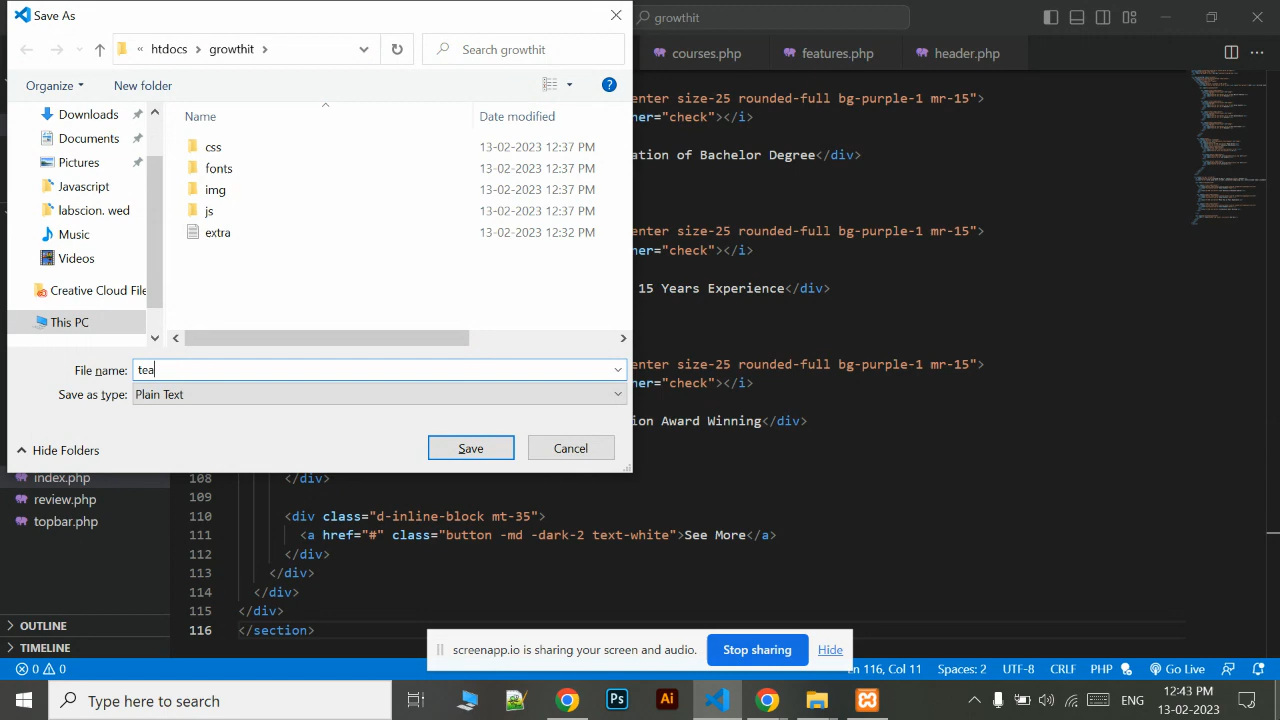 Save As
growthit
« htdocs › growthit ›
Search growthit
courses.php
features.php
header.php
Organize
New folder
Name
Date modified
Downloads
Documents
Pictures
Javascript
labscion. wed
Music
Videos
Creative Cloud File
This PC
css
13-02-2023 12:37 PM
fonts
13-02-2023 12:37 PM
img
13-02-2023 12:37 PM
js
13-02-2023 12:37 PM
extra
13-02-2023 12:32 PM
File name: tea
Save as type: Plain Text
Hide Folders
Save
Cancel
enter size-25 rounded-full bg-purple-1 mr-15">
her="check"></i>
ation of Bachelor Degree</div>
enter size-25 rounded-full bg-purple-1 mr-15">
her="check"></i>
15 Years Experience</div>
enter size-25 rounded-full bg-purple-1 mr-15">
her="check"></i>
ion Award Winning</div>
index.php
review.php
topbar.php
OUTLINE
TIMELINE
108 </div>
109
110 <div class="d-inline-block mt-35">
111 <a href="#" class="button -md -dark-2 text-white">See More</a>
112 </div>
113 </div>
114 </div>
115 </div>
116 </section>
screenapp.io is sharing your screen and audio.
Stop sharing
Hide
0 0
Ln 116, Col 11
Spaces: 2
UTF-8
CRLF
PHP
Go Live
Type here to search
Ps
Ai
ENG
12:43 PM
13-02-2023